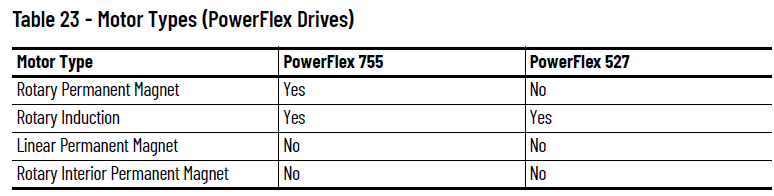 Table 23 - Motor Types (PowerFlex Drives)
Motor Type PowerFlex 755 PowerFlex 527
Rotary Permanent Magnet Yes No
Rotary Induction Yes Yes
Linear Permanent Magnet No No
Rotary Interior Permanent Magnet No No